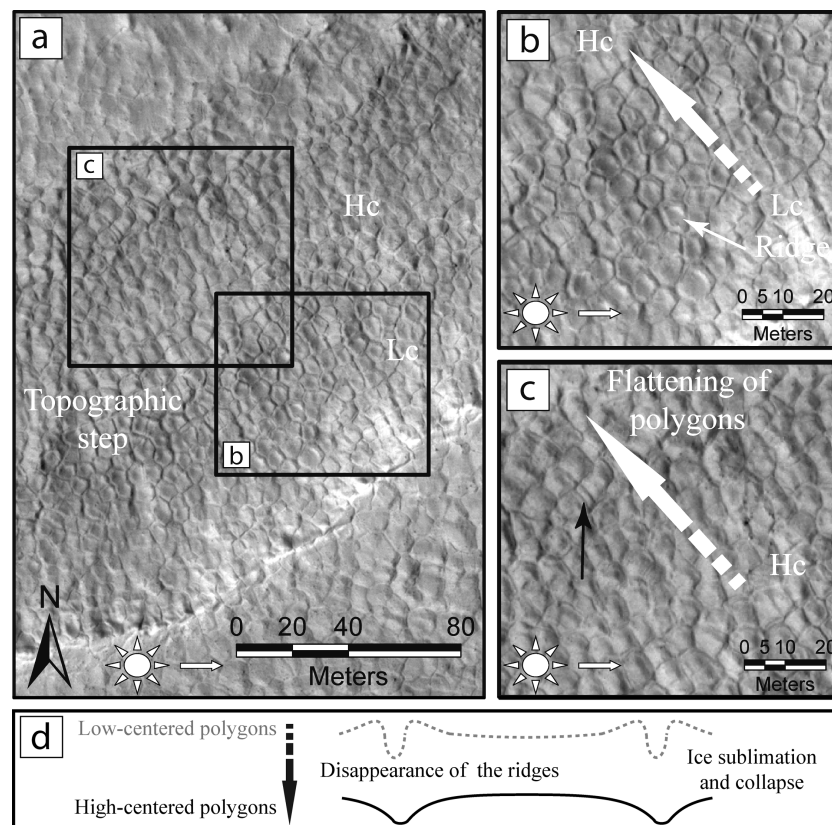 a
c
Hc
Lc
Topographic
step
b
N
0 20 40 80
Meters
b
Hc
Lc
Ridge
0 5 10 20
Meters
c
Flattening of
polygons
Hc
0 5 10 20
Meters
d
Low-centered polygons
High-centered polygons
Disappearance of the ridges
Ice sublimation
and collapse